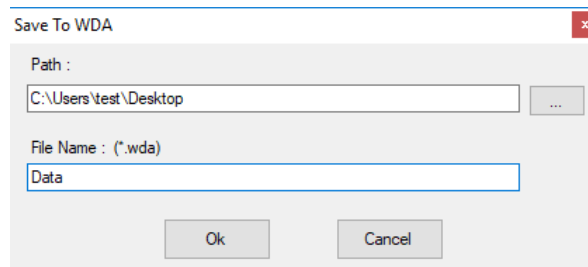 Save To WDA x
Path :
C:\Users\test\Desktop ...
File Name : (*.wda)
Data
Ok Cancel